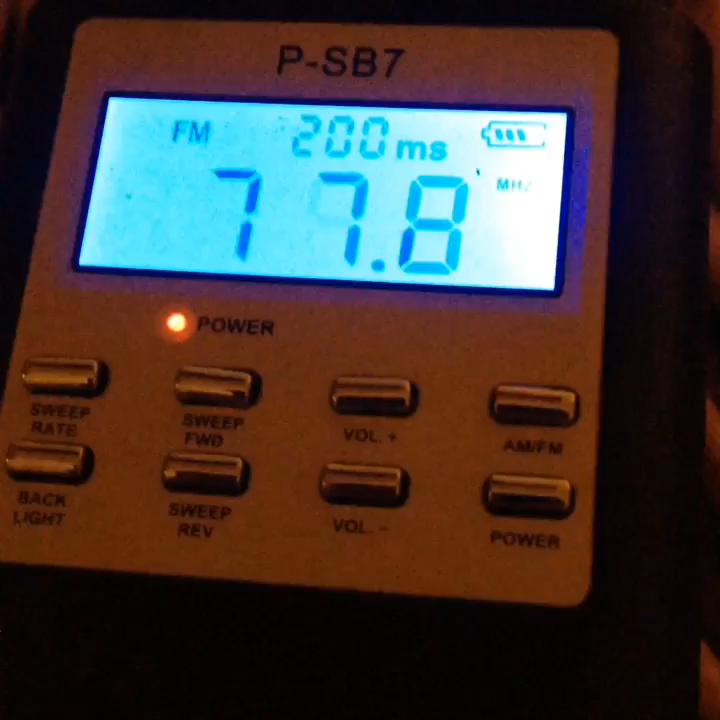 P-SB7
FM 200 ms
77.8 MHz
POWER
SWEEP RATE
SWEEP FWD
VOL. +
AM/FM
BACK LIGHT
SWEEP REV
VOL. -
POWER